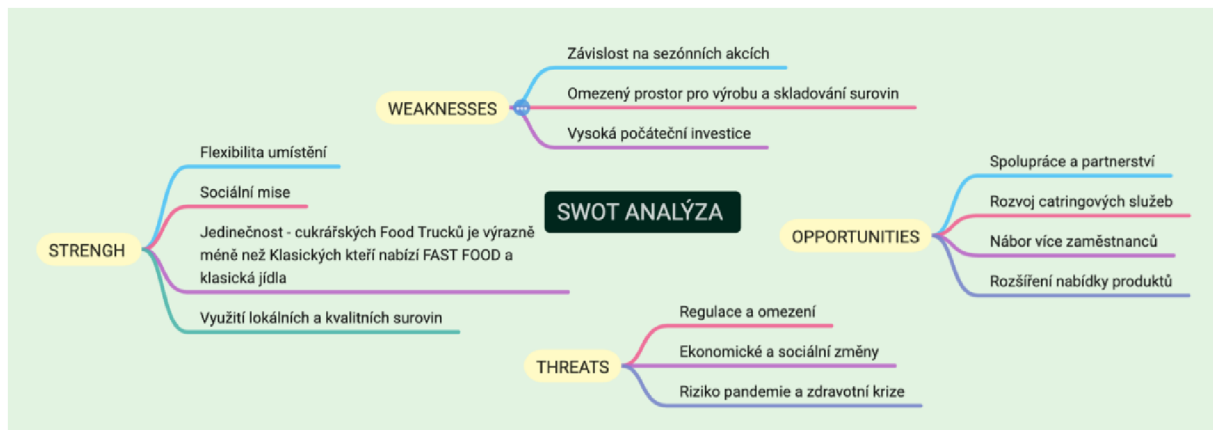 SWOT ANALÝZA
STRENGH
Flexibilita umístění
Sociální mise
Jedinečnost - cukrářských Food Trucků je výrazně
méně než Klasických kteří nabízí FAST FOOD a
klasická jídla
Využití lokálních a kvalitních surovin
WEAKNESSES
Závislost na sezónních akcích
Omezený prostor pro výrobu a skladování surovin
Vysoká počáteční investice
OPPORTUNITIES
Spolupráce a partnerství
Rozvoj catringových služeb
Nábor více zaměstnanců
Rozšíření nabídky produktů
THREATS
Regulace a omezení
Ekonomické a sociální změny
Riziko pandemie a zdravotní krize